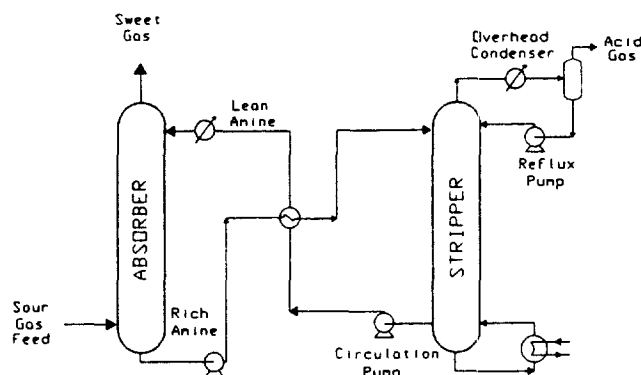 Sweet
Gas
Overhead
Condenser
Acid
Gas
Lean
Amine
Reflux
Pump
ABSORBER
STRIPPER
Sour
Gas
Feed
Rich
Amine
Circulation
Pump